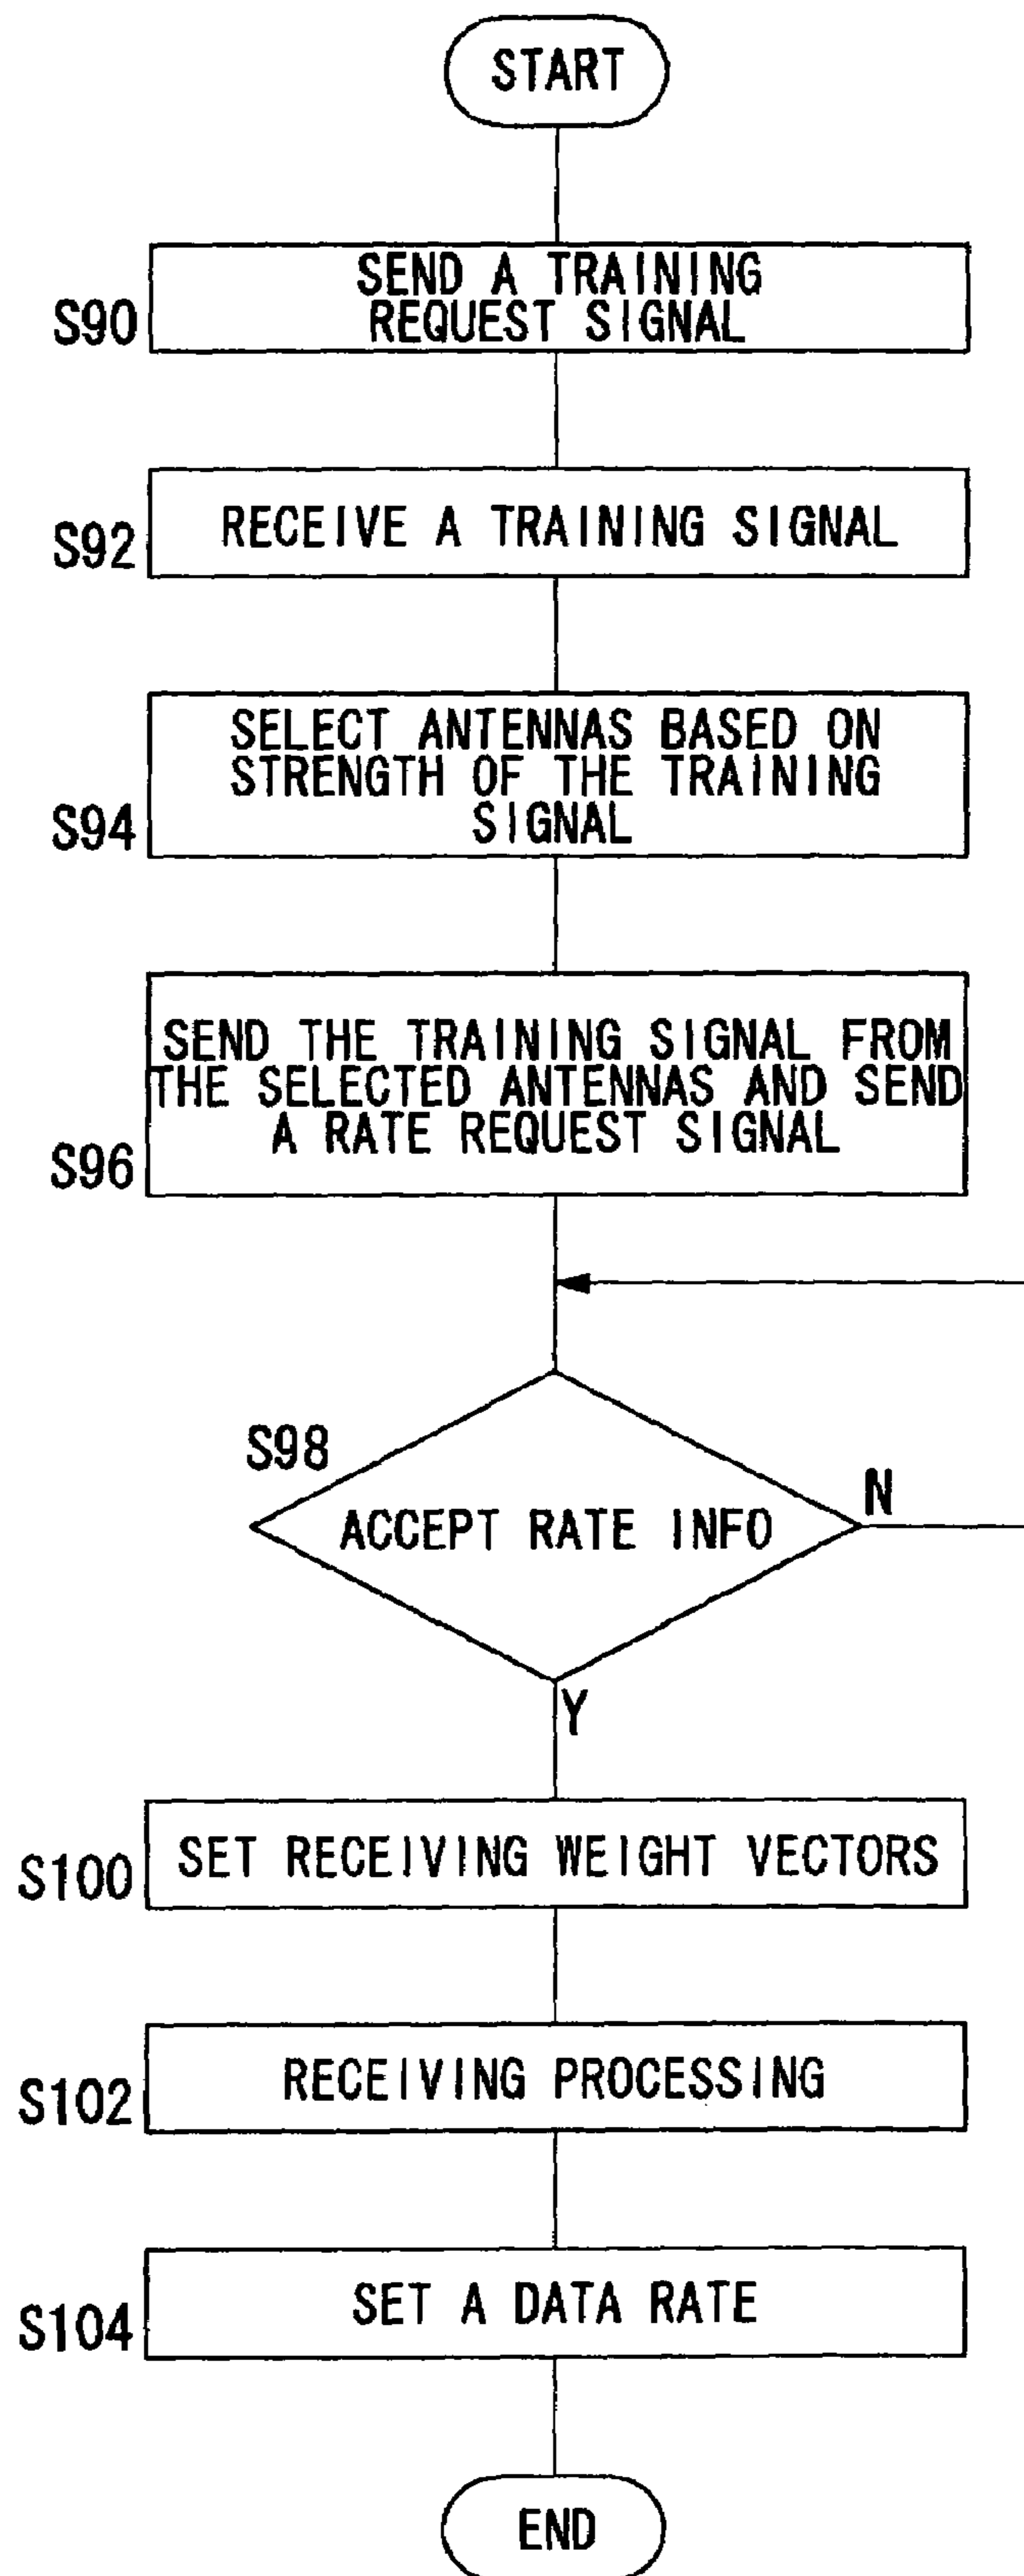 START
SEND A TRAINING
REQUEST SIGNAL
S90
RECEIVE A TRAINING SIGNAL
S92
SELECT ANTENNAS BASED ON
STRENGTH OF THE TRAINING
SIGNAL
S94
SEND THE TRAINING SIGNAL FROM
THE SELECTED ANTENNAS AND SEND
A RATE REQUEST SIGNAL
S96
S98
ACCEPT RATE INFO
N
Y
SET RECEIVING WEIGHT VECTORS
S100
RECEIVING PROCESSING
S102
SET A DATA RATE
S104
END